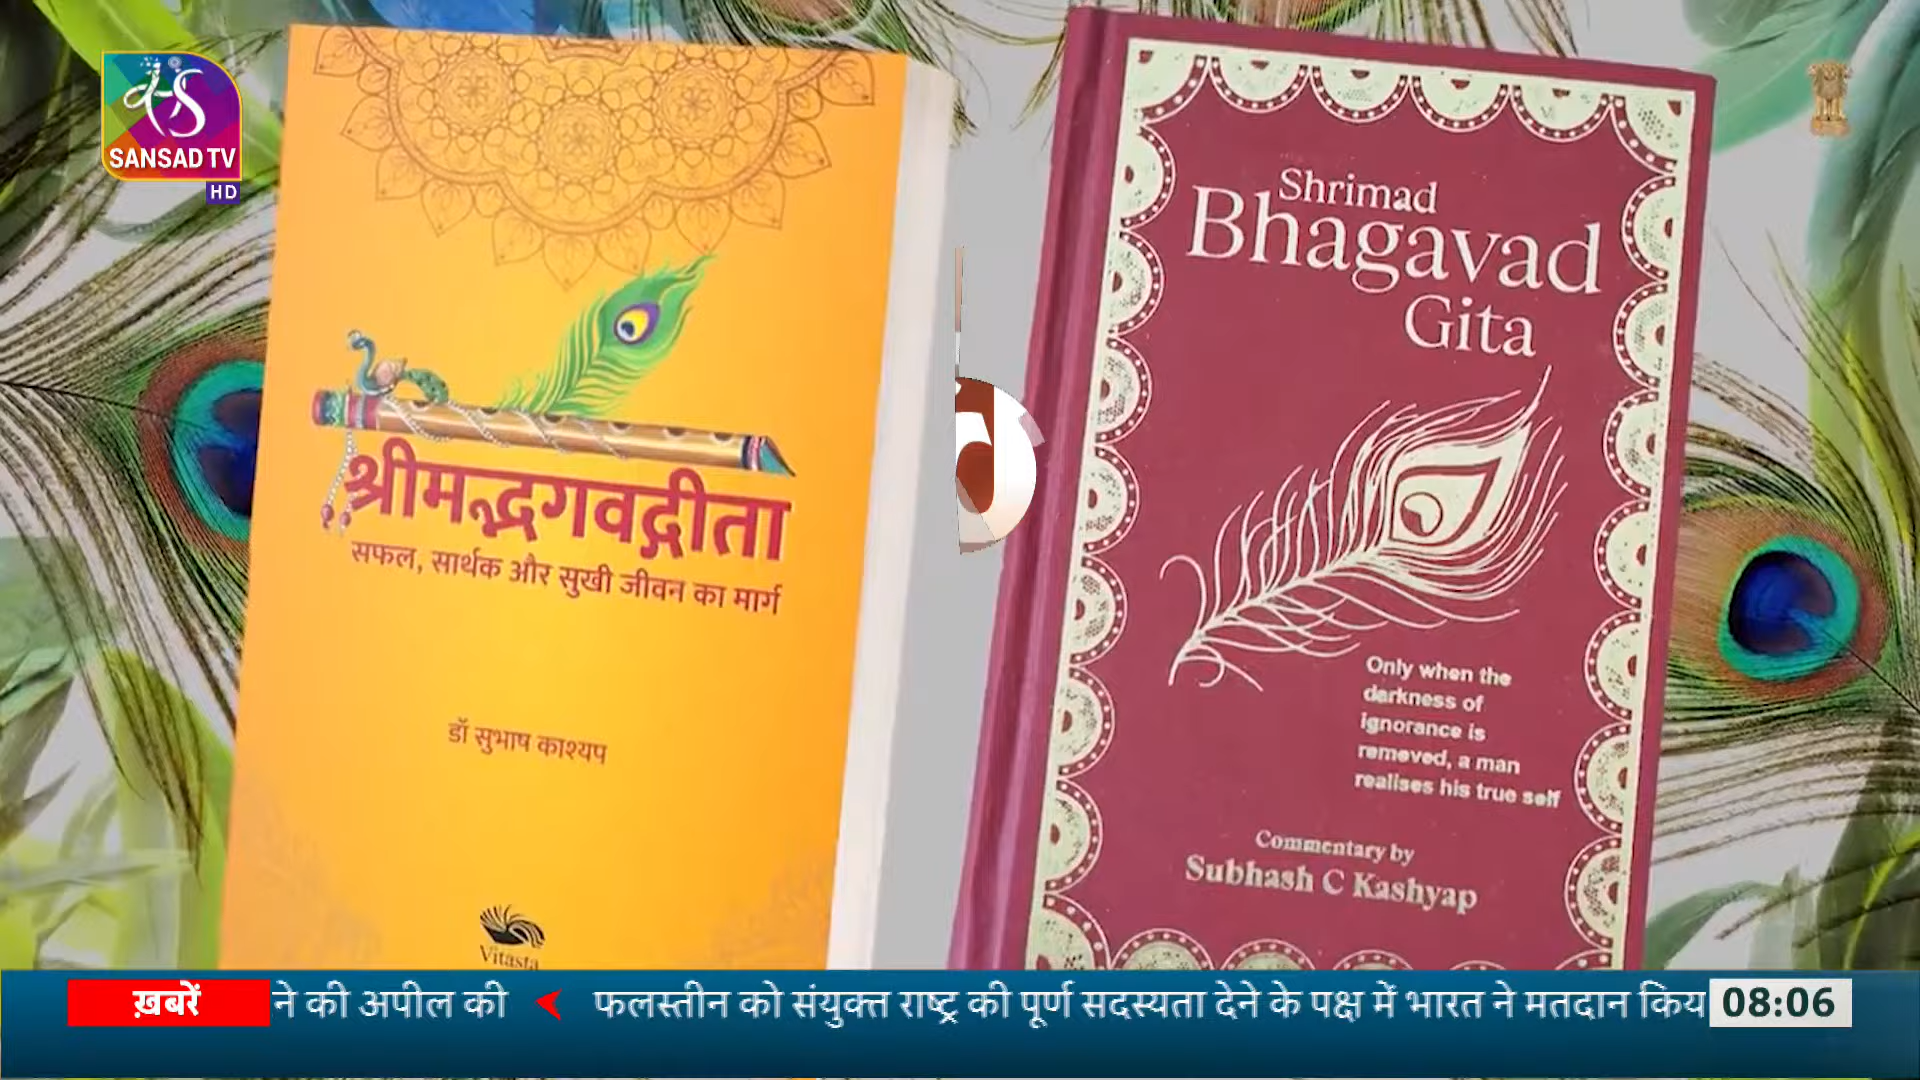 SANSAD TV
HD
श्रीमद्भगवद्गीता
सफल, सार्थक और सुखी जीवन का मार्ग
डॉ सुभाष काश्यप
Vitasta
Shrimad
Bhagavad
Gita
Only when the
darkness of
ignorance is
removed, a man
realises his true self
Commentary by
Subhash C Kashyap
ख़बरें
ने की अपील की
फलस्तीन को संयुक्त राष्ट्र की पूर्ण सदस्यता देने के पक्ष में भारत ने मतदान किय
08:06